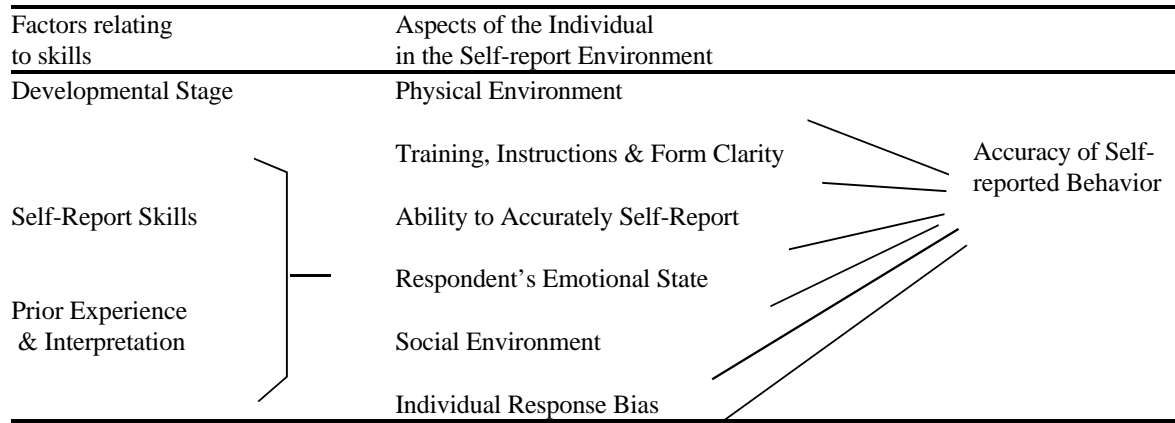 Factors relating
to skills
Aspects of the Individual
in the Self-report Environment
Developmental Stage
Physical Environment
Training, Instructions & Form Clarity
Accuracy of Self-
reported Behavior
Self-Report Skills
Ability to Accurately Self-Report
Respondent’s Emotional State
Prior Experience
& Interpretation
Social Environment
Individual Response Bias